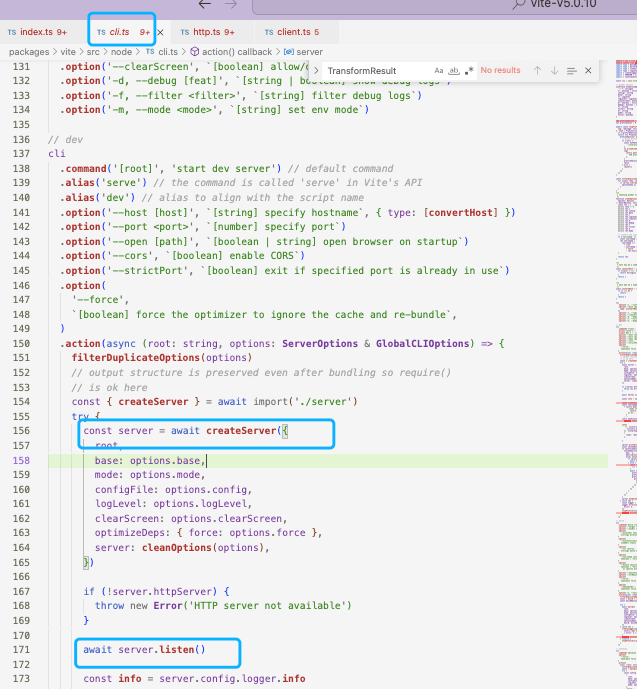 vite-v5.0.10
TS index.ts 9+
TS cli.ts 9+ ×
TS http.ts 9+
TS client.ts 5
packages > vite > src > node > TS cli.ts > action() callback > server
TransformResult
Aa ab
No results
131 .option('--clearScreen', `[boolean] allow/
132 .option('-d, --debug [feat]', `[string | boolean] show debug logs`)
133 .option('-f, --filter <filter>', `[string] filter debug logs`)
134 .option('-m, --mode <mode>', `[string] set env mode`)
135
136 // dev
137 cli
138 .command('[root]', 'start dev server') // default command
139 .alias('serve') // the command is called 'serve' in Vite's API
140 .alias('dev') // alias to align with the script name
141 .option('--host [host]', `[string] specify hostname`, { type: [convertHost] })
142 .option('--port <port>', `[number] specify port`)
143 .option('--open [path]', `[boolean | string] open browser on startup`)
144 .option('--cors', `[boolean] enable CORS`)
145 .option('--strictPort', `[boolean] exit if specified port is already in use`)
146 .option(
147 '--force',
148 `[boolean] force the optimizer to ignore the cache and re-bundle`,
149 )
150 .action(async (root: string, options: ServerOptions & GlobalCLIOptions) => {
151 filterDuplicateOptions(options)
152 // output structure is preserved even after bundling so require()
153 // is ok here
154 const { createServer } = await import('./server')
155 try {
156 const server = await createServer({
157 root,
158 base: options.base,
159 mode: options.mode,
160 configFile: options.config,
161 logLevel: options.logLevel,
162 clearScreen: options.clearScreen,
163 optimizeDeps: { force: options.force },
164 server: cleanOptions(options),
165 })
166
167 if (!server.httpServer) {
168 throw new Error('HTTP server not available')
169 }
170
171 await server.listen()
172
173 const info = server.config.logger.info